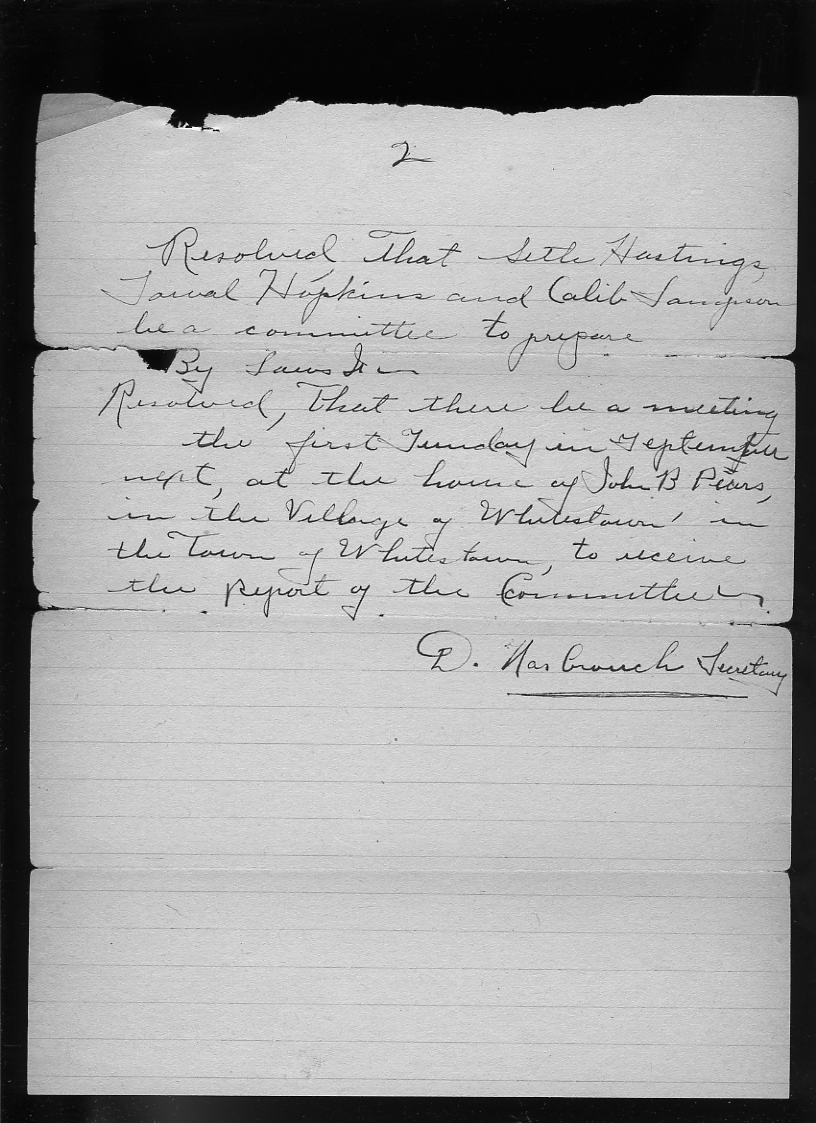 2
Resolved That Seth Hastings,
Sewal Hopkins and Calib Sampson
be a committee to prepare
By Laws
Resolved, That there be a meeting
the first Tuesday in September
next, at the home of John B Pears,
in the Village of Whitestown' in
the Town of Whitestown, to receive
the Report of the Committee
D. Hasbrouck Secretary